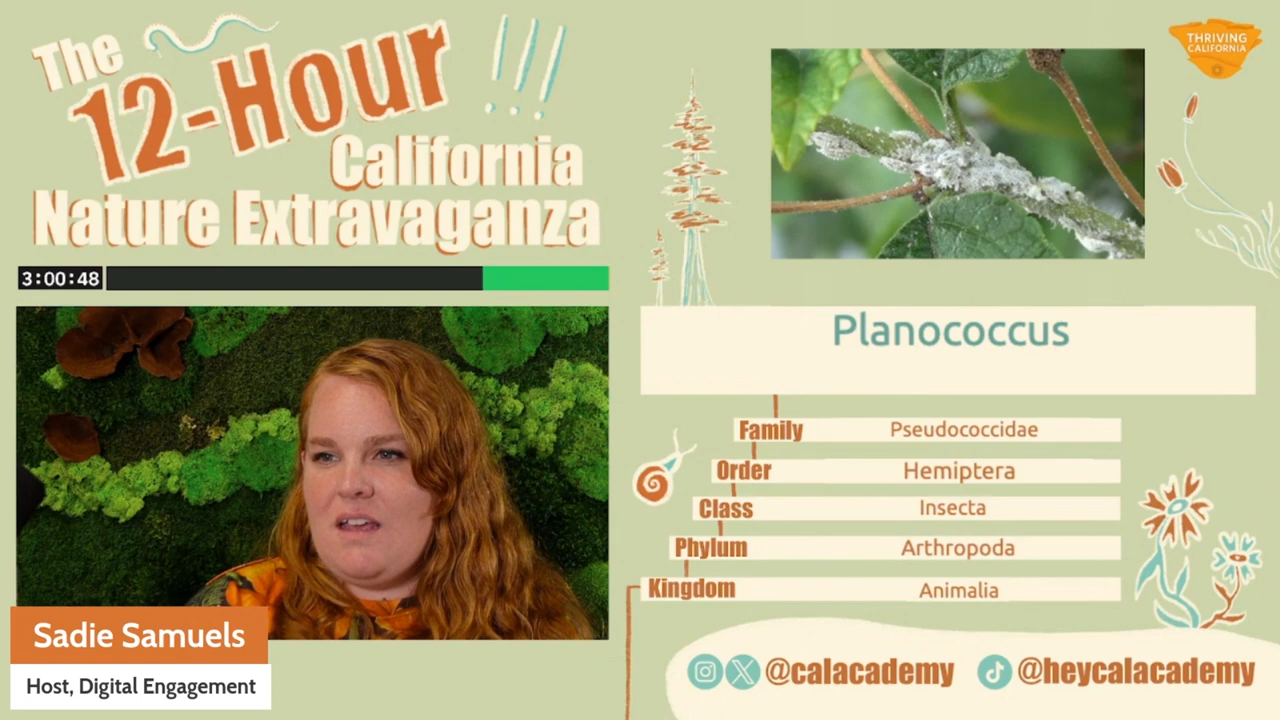 The
12-Hour !!!
California
Nature Extravaganza
THRIVING
CALIFORNIA
3:00:48
Planococcus
Family Pseudococcidae
Order Hemiptera
Class Insecta
Phylum Arthropoda
Kingdom Animalia
Sadie Samuels
Host, Digital Engagement
@calacademy @heycalacademy